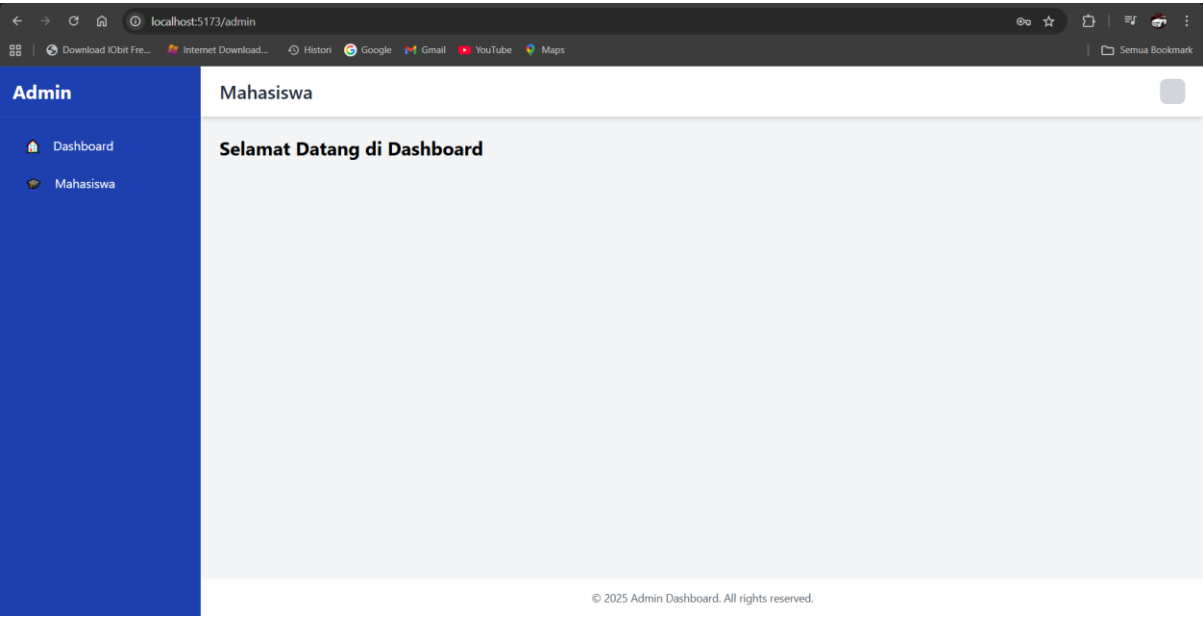 localhost:5173/admin
Download IObit Fre... Internet Download... Histori Google Gmail YouTube Maps Semua Bookmark
Admin Mahasiswa
Dashboard
Selamat Datang di Dashboard
Mahasiswa
© 2025 Admin Dashboard. All rights reserved.